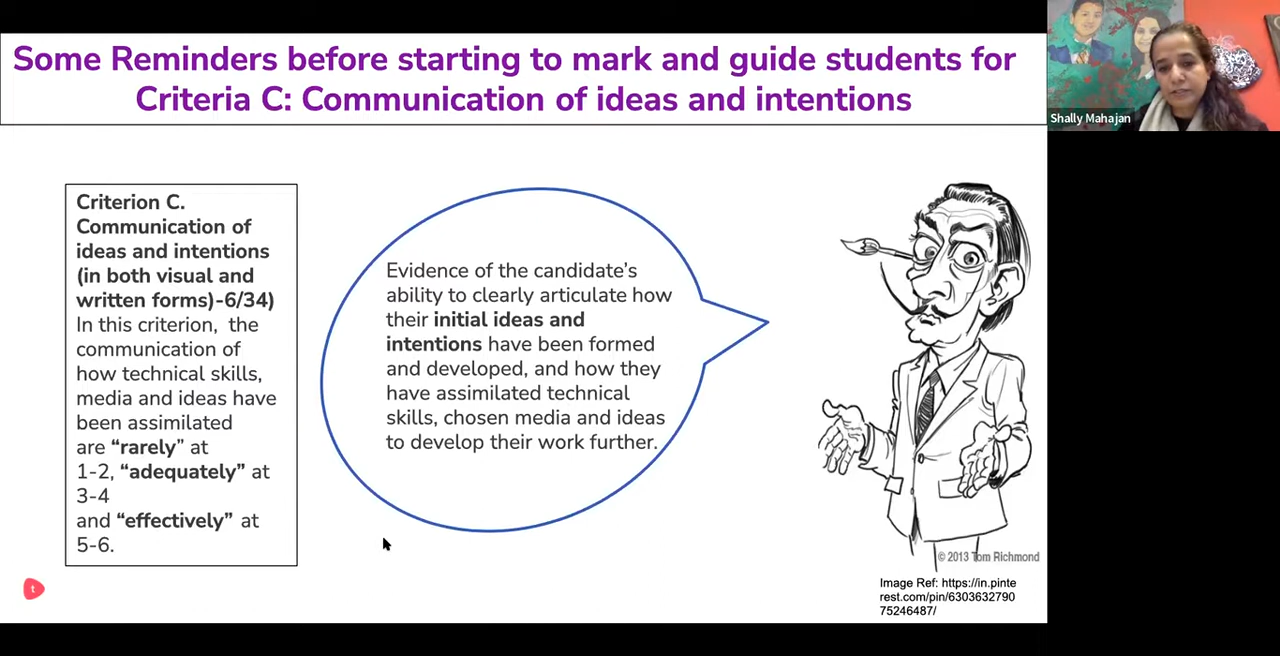 Some Reminders before starting to mark and guide students for
Criteria C: Communication of ideas and intentions
Shally Mahajan
Criterion C.
Communication of
ideas and intentions
(in both visual and
written forms)-6/34)
In this criterion, the
communication of
how technical skills,
media and ideas have
been assimilated
are “rarely” at
1-2, “adequately” at
3-4
and “effectively” at
5-6.
Evidence of the candidate’s
ability to clearly articulate how
their initial ideas and
intentions have been formed
and developed, and how they
have assimilated technical
skills, chosen media and ideas
to develop their work further.
© 2013 Tom Richmond
Image Ref: https://in.pinte
rest.com/pin/6303632790
75246487/
t